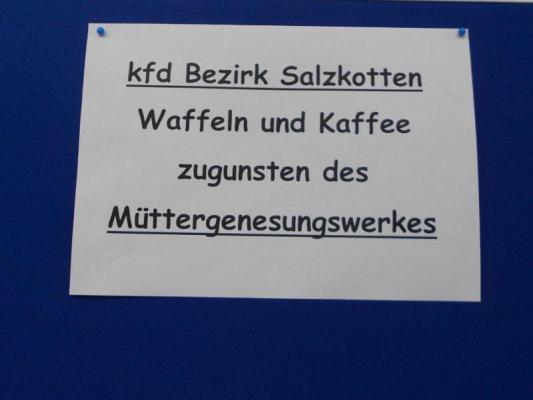 kfd Bezirk Salzkotten
Waffeln und Kaffee
zugunsten des
Müttergenesungswerkes